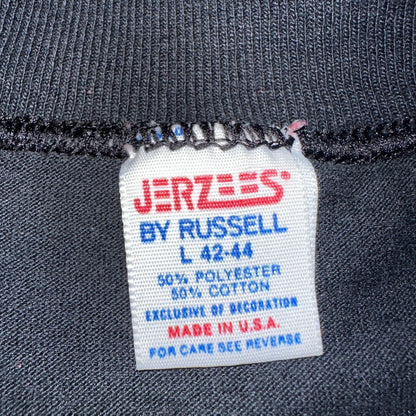 JERZEES®
BY RUSSELL
L 42-44
50% POLYESTER
50% COTTON
EXCLUSIVE OF DECORATION
MADE IN U.S.A.
FOR CARE SEE REVERSE